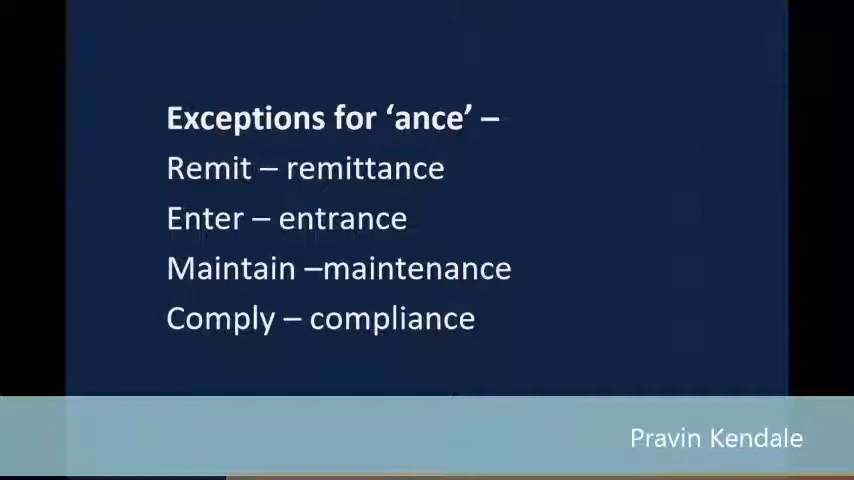 Exceptions for ‘ance’ –
Remit – remittance
Enter – entrance
Maintain –maintenance
Comply – compliance
Pravin Kendale